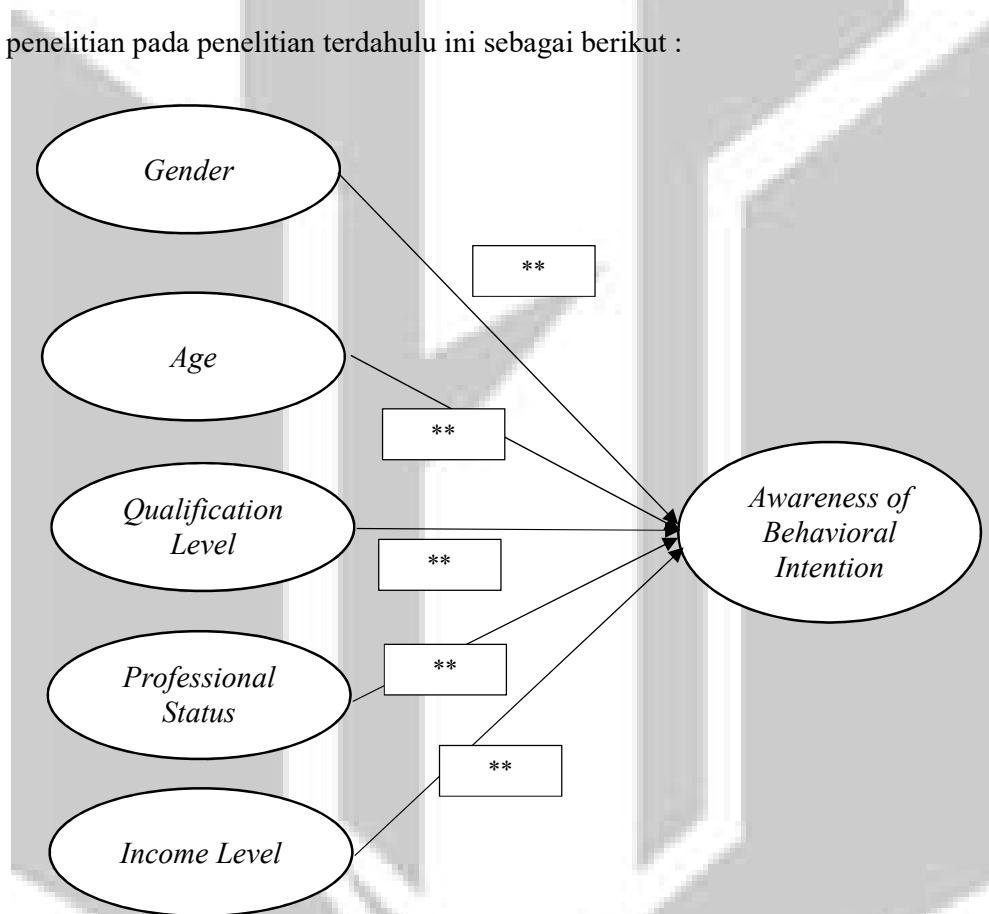 penelitian pada penelitian terdahulu ini sebagai berikut :
Gender
**
Age
**
Qualification
Level
**
Awareness of
Behavioral
Intention
Professional
Status
**
Income Level
**